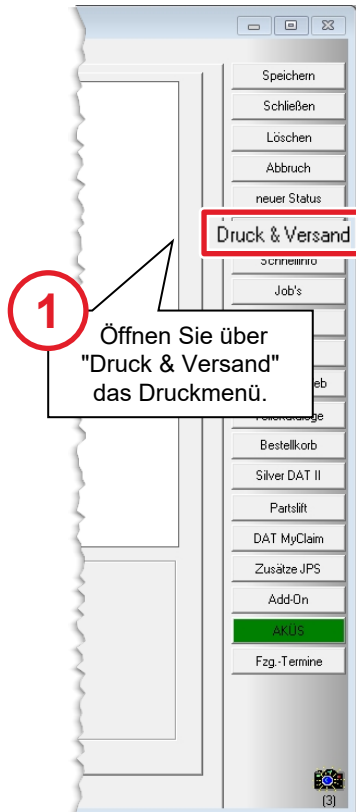 Speichern
Schließen
Löschen
Abbruch
neuer Status
Druck & Versand
Schnellinfo
Job's
1
Öffnen Sie über
"Druck & Versand"
das Druckmenü.
Bestellkorb
Silver DAT II
Partslift
DAT MyClaim
Zusätze JPS
Add-On
AKÜS
Fzg.-Termine
(3)